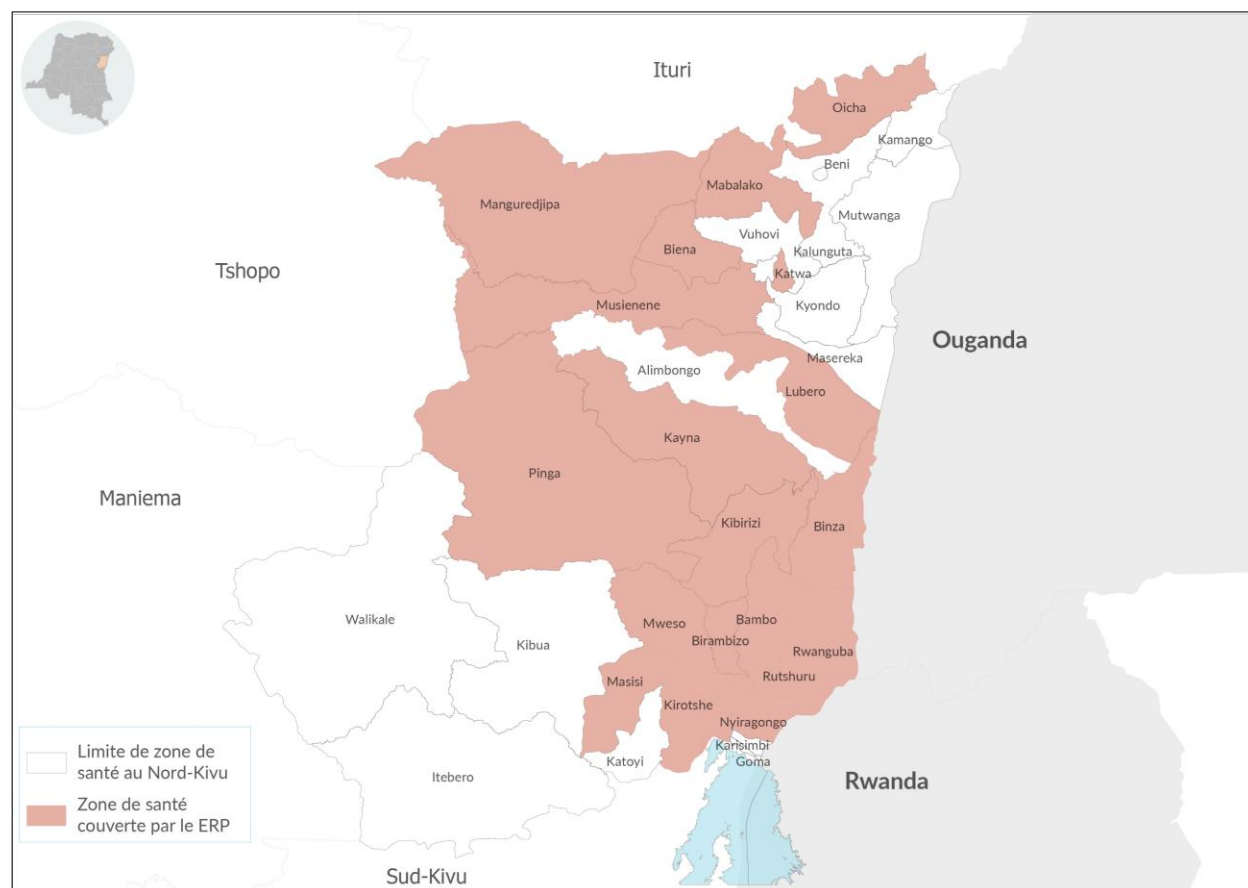 Ituri
Oicha
Kamango
Beni
Mabalako
Manguredjipa
Mutwanga
Vuhovi
Biena
Kalunguta
Tshopo
Katwa
Musienene
Kyondo
Ouganda
Masereka
Alimbongo
Lubero
Kayna
Pinga
Maniema
Kibirizi
Binza
Walikale
Mweso
Bambo
Kibua
Birambizo
Rwanguba
Masisi
Rutshuru
Kirotshe
Nyiragongo
Karisimbi
Katoyi
Goma
Itebero
Rwanda
Limite de zone de
santé au Nord-Kivu
Zone de santé
couverte par le ERP
Sud-Kivu